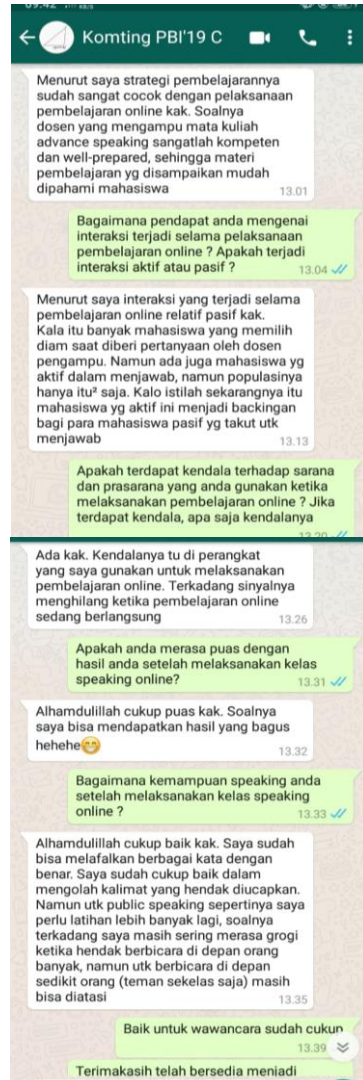 09.42
Komting PBI'19 C
Menurut saya strategi pembelajarannya
sudah sangat cocok dengan pelaksanaan
pembelajaran online kak. Soalnya
dosen yang mengampu mata kuliah
advance speaking sangatlah kompeten
dan well-prepared, sehingga materi
pembelajaran yg disampaikan mudah
dipahami mahasiswa
13.01
Bagaimana pendapat anda mengenai
interaksi terjadi selama pelaksanaan
pembelajaran online ? Apakah terjadi
interaksi aktif atau pasif ?
13.04
Menurut saya interaksi yang terjadi selama
pembelajaran online relatif pasif kak.
Kala itu banyak mahasiswa yang memilih
diam saat diberi pertanyaan oleh dosen
pengampu. Namun ada juga mahasiswa yg
aktif dalam menjawab, namun populasinya
hanya itu² saja. Kalo istilah sekarangnya itu
mahasiswa yg aktif ini menjadi backingan
bagi para mahasiswa pasif yg takut utk
menjawab
13.13
Apakah terdapat kendala terhadap sarana
dan prasarana yang anda gunakan ketika
melaksanakan pembelajaran online ? Jika
terdapat kendala, apa saja kendalanya
13.20
Ada kak. Kendalanya tu di perangkat
yang saya gunakan untuk melaksanakan
pembelajaran online. Terkadang sinyalnya
menghilang ketika pembelajaran online
sedang berlangsung
13.26
Apakah anda merasa puas dengan
hasil anda setelah melaksanakan kelas
speaking online?
13.31
Alhamdulillah cukup puas kak. Soalnya
saya bisa mendapatkan hasil yang bagus
hehehe😁
13.32
Bagaimana kemampuan speaking anda
setelah melaksanakan kelas speaking
online ?
13.33
Alhamdulillah cukup baik kak. Saya sudah
bisa melafalkan berbagai kata dengan
benar. Saya sudah cukup baik dalam
mengolah kalimat yang hendak diucapkan.
Namun utk public speaking sepertinya saya
perlu latihan lebih banyak lagi, soalnya
terkadang saya masih sering merasa grogi
ketika hendak berbicara di depan orang
banyak, namun utk berbicara di depan
sedikit orang (teman sekelas saja) masih
bisa diatasi
13.35
Baik untuk wawancara sudah cukup
13.39
Terimakasih telah bersedia menjadi